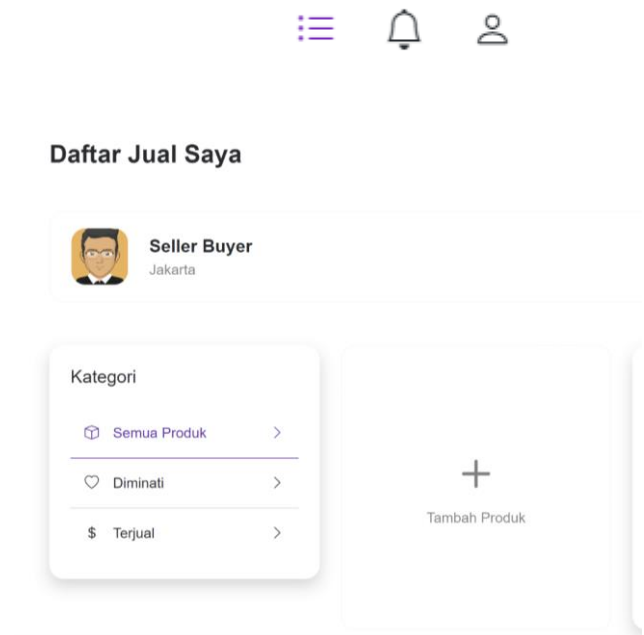 Daftar Jual Saya
Seller Buyer
Jakarta
Kategori
Semua Produk
Diminati
$ Terjual
Tambah Produk